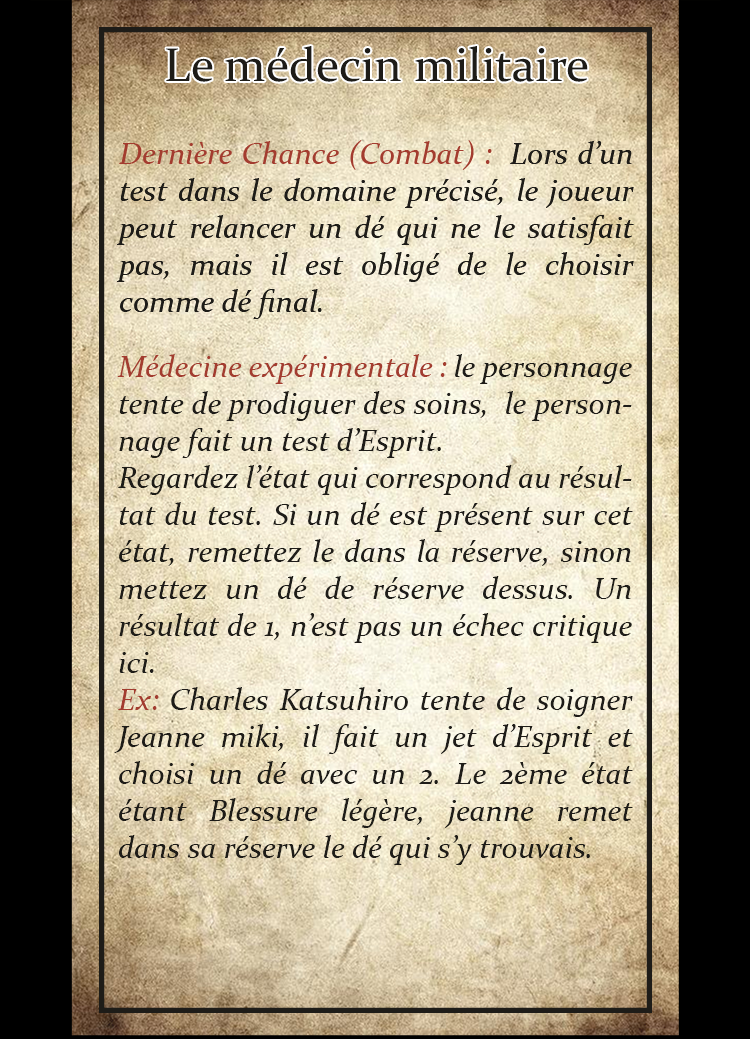 Le médecin militaire
Dernière Chance (Combat) : Lors d’un
test dans le domaine précisé, le joueur
peut relancer un dé qui ne le satisfait
pas, mais il est obligé de le choisir
comme dé final.
Médecine expérimentale : le personnage
tente de prodiguer des soins, le person-
nage fait un test d’Esprit.
Regardez l’état qui correspond au résul-
tat du test. Si un dé est présent sur cet
état, remettez le dans la réserve, sinon
mettez un dé de réserve dessus. Un
résultat de 1, n’est pas un échec critique
ici.
Ex: Charles Katsuhiro tente de soigner
Jeanne miki, il fait un jet d’Esprit et
choisi un dé avec un 2. Le 2ème état
étant Blessure légère, jeanne remet
dans sa réserve le dé qui s’y trouvais.